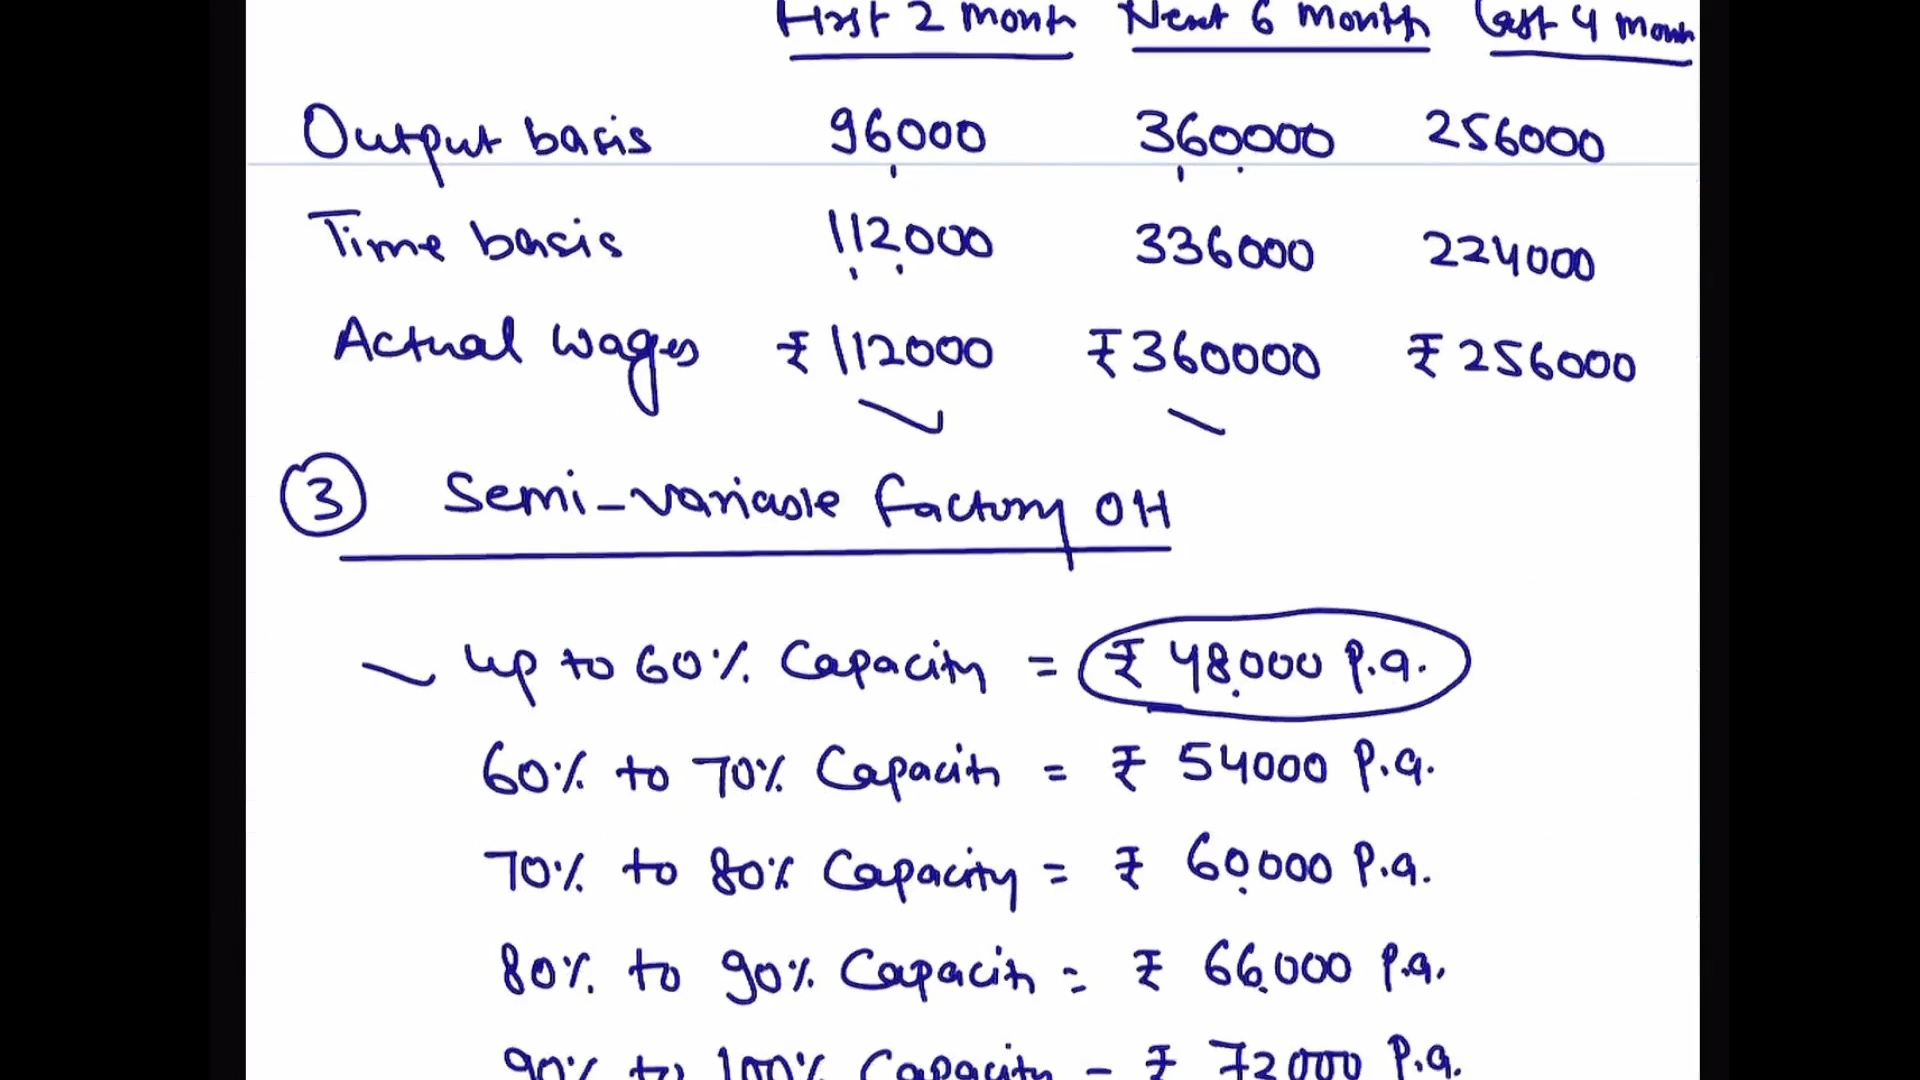 First 2 month Next 6 month Last 4 month
Output basis 96000 360000 256000
Time basis 112000 336000 224000
Actual wages ₹ 112000 ₹ 360000 ₹ 256000
③ Semi-variable factory OH
up to 60% Capacity = ₹ 48000 p.a.
60% to 70% Capacity = ₹ 54000 p.a.
70% to 80% Capacity = ₹ 60000 p.a.
80% to 90% Capacity = ₹ 66000 p.a.
90% to 100% Capacity = ₹ 72000 p.a.